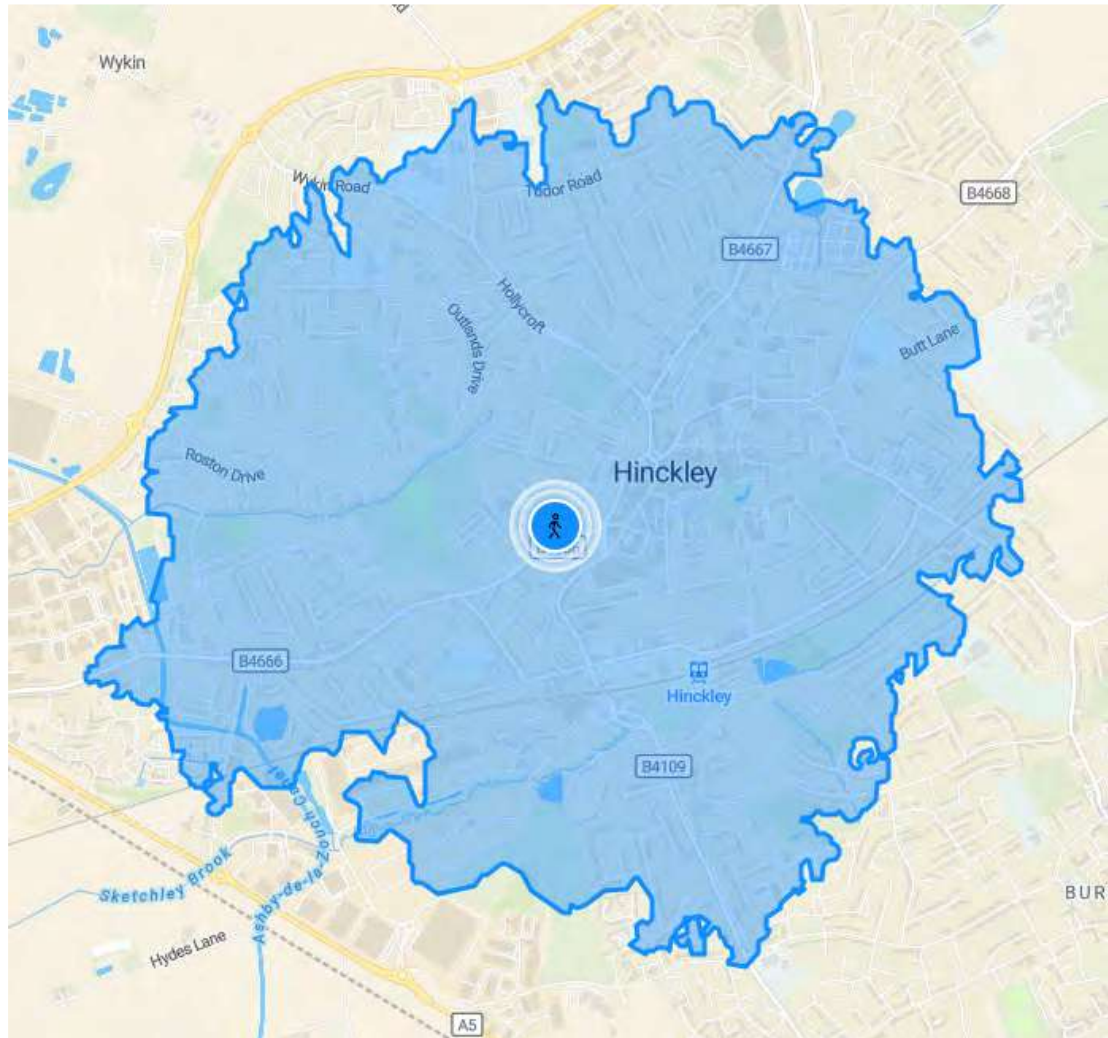 Wykin
Wykin Road
Tudor Road
B4668
B4667
Hollycroft
Outlands Drive
Butt Lane
Roston Drive
Hinckley
B4666
Hinckley
B4109
Ashby-de-la-Zouch Canal
Sketchley Brook
BUR
Hydes Lane
A5